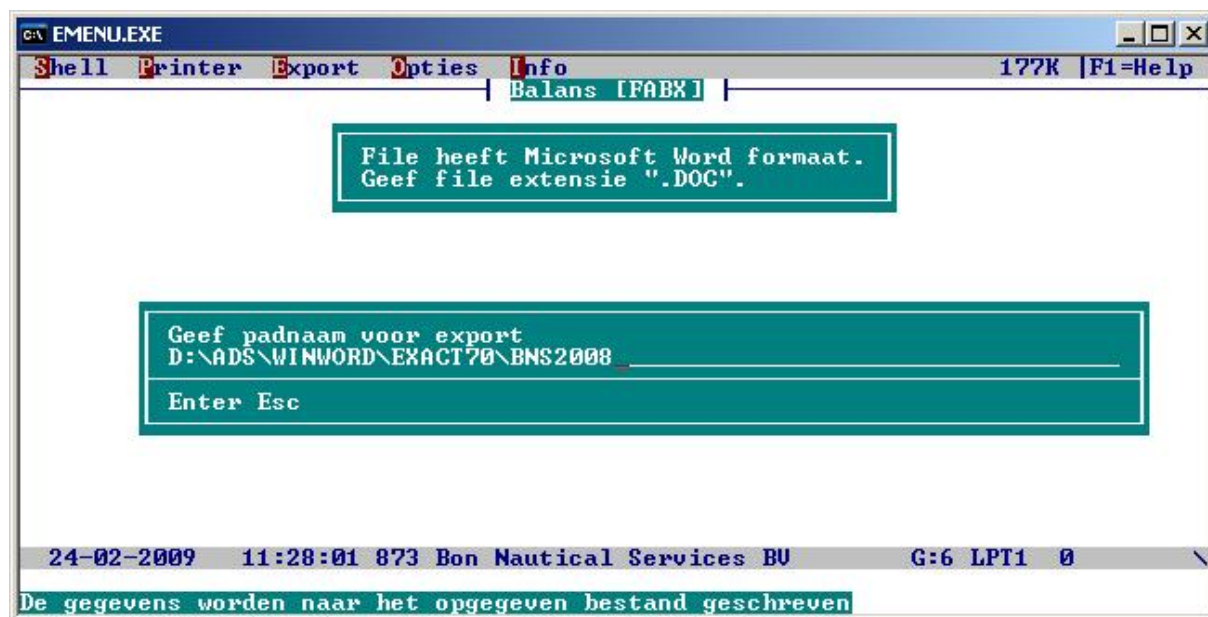 EMENU.EXE
Shell Printer Export Opties Info 177K |F1=Help
Balans [FABX]
File heeft Microsoft Word formaat.
Geef file extensie ".DOC".
Geef padnaam voor export
D:\ADS\WINWORD\EXACT70\BNS2008_
Enter Esc
24-02-2009 11:28:01 873 Bon Nautical Services BV G:6 LPT1 0 \
De gegevens worden naar het opgegeven bestand geschreven